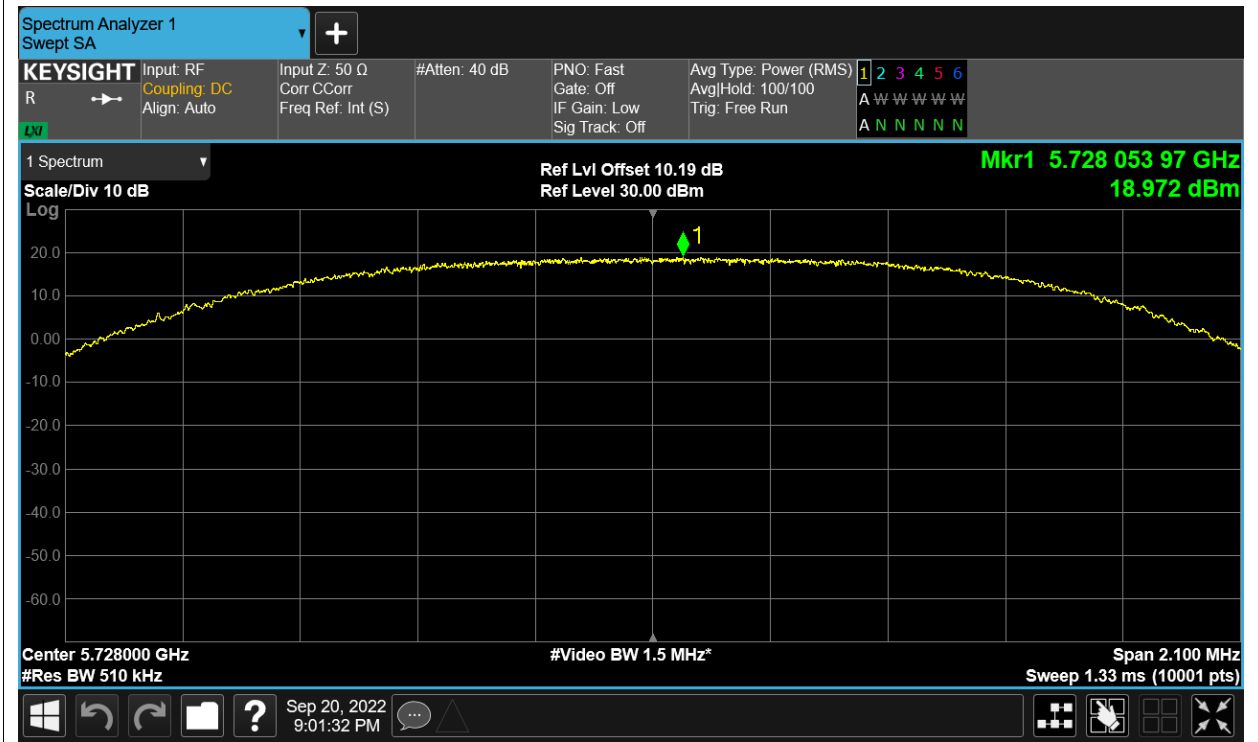 Spectrum Analyzer 1
Swept SA
KEYSIGHT
R
LXI
Input: RF
Coupling: DC
Align: Auto
Input Z: 50 Ω
Corr CCorr
Freq Ref: Int (S)
#Atten: 40 dB
PNO: Fast
Gate: Off
IF Gain: Low
Sig Track: Off
Avg Type: Power (RMS)
Avg|Hold: 100/100
Trig: Free Run
1 2 3 4 5 6
A W W W W W
A N N N N N
1 Spectrum
Scale/Div 10 dB
Log
Ref Lvl Offset 10.19 dB
Ref Level 30.00 dBm
Mkr1 5.728 053 97 GHz
18.972 dBm
1
20.0
10.0
0.00
-10.0
-20.0
-30.0
-40.0
-50.0
-60.0
Center 5.728000 GHz
#Res BW 510 kHz
#Video BW 1.5 MHz*
Span 2.100 MHz
Sweep 1.33 ms (10001 pts)
?
Sep 20, 2022
9:01:32 PM